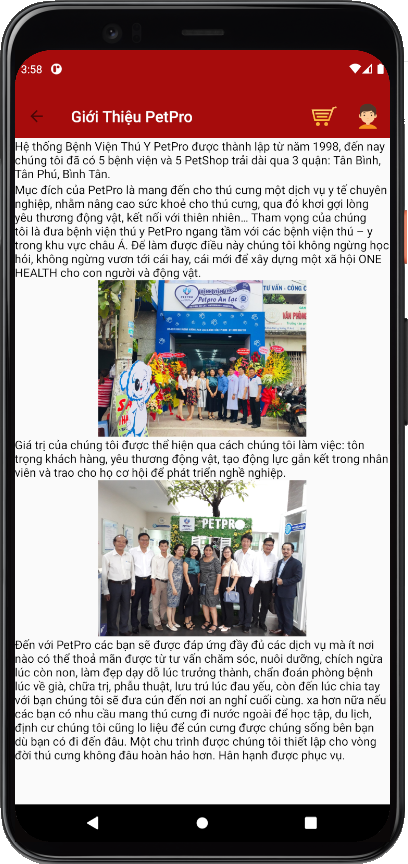 3:58
Giới Thiệu PetPro
Hệ thống Bệnh Viện Thú Y PetPro được thành lập từ năm 1998, đến nay
chúng tôi đã có 5 bệnh viện và 5 PetShop trải dài qua 3 quận: Tân Bình,
Tân Phú, Bình Tân.
Mục đích của PetPro là mang đến cho thú cưng một dịch vụ y tế chuyên
nghiệp, nhằm nâng cao sức khoẻ cho thú cưng, qua đó khơi gợi lòng
yêu thương động vật, kết nối với thiên nhiên… Tham vọng của chúng
tôi là đưa bệnh viện thú y PetPro ngang tầm với các bệnh viện thú – y
trong khu vực châu Á. Để làm được điều này chúng tôi không ngừng học
hỏi, không ngừng vươn tới cái hay, cái mới để xây dựng một xã hội ONE
HEALTH cho con người và động vật.
Petpro An Lạc
TƯ VẤN - CÔNG C
Giá trị của chúng tôi được thể hiện qua cách chúng tôi làm việc: tôn
trọng khách hàng, yêu thương động vật, tạo động lực gắn kết trong nhân
viên và trao cho họ cơ hội để phát triển nghề nghiệp.
PETPRO
Đến với PetPro các bạn sẽ được đáp ứng đầy đủ các dịch vụ mà ít nơi
nào có thể thoả mãn được từ tư vấn chăm sóc, nuôi dưỡng, chích ngừa
lúc còn non, làm đẹp dạy dỗ lúc trưởng thành, chẩn đoán phòng bệnh
lúc về già, chữa trị, phẫu thuật, lưu trú lúc đau yếu, còn đến lúc chia tay
với bạn chúng tôi sẽ đưa cún đến nơi an nghỉ cuối cùng. xa hơn nữa nếu
các bạn có nhu cầu mang thú cưng đi nước ngoài để học tập, du lịch,
định cư chúng tôi cũng lo liệu để cún cưng được chúng sống bên bạn
dù bạn có đi đến đâu. Một chu trình được chúng tôi thiết lập cho vòng
đời thú cưng không đâu hoàn hảo hơn. Hân hạnh được phục vụ.